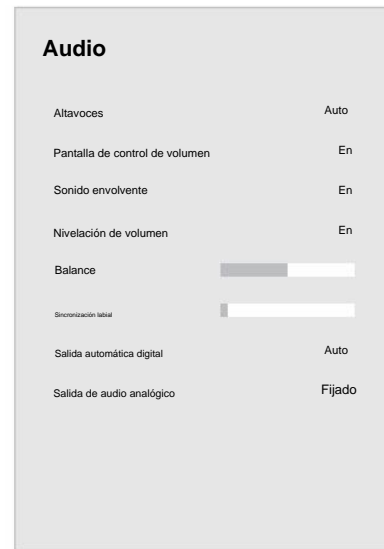 Audio
Altavoces Auto
Pantalla de control de volumen En
Sonido envolvente En
Nivelación de volumen En
Balance
Sincronización labial
Salida automática digital Auto
Salida de audio analógico Fijado